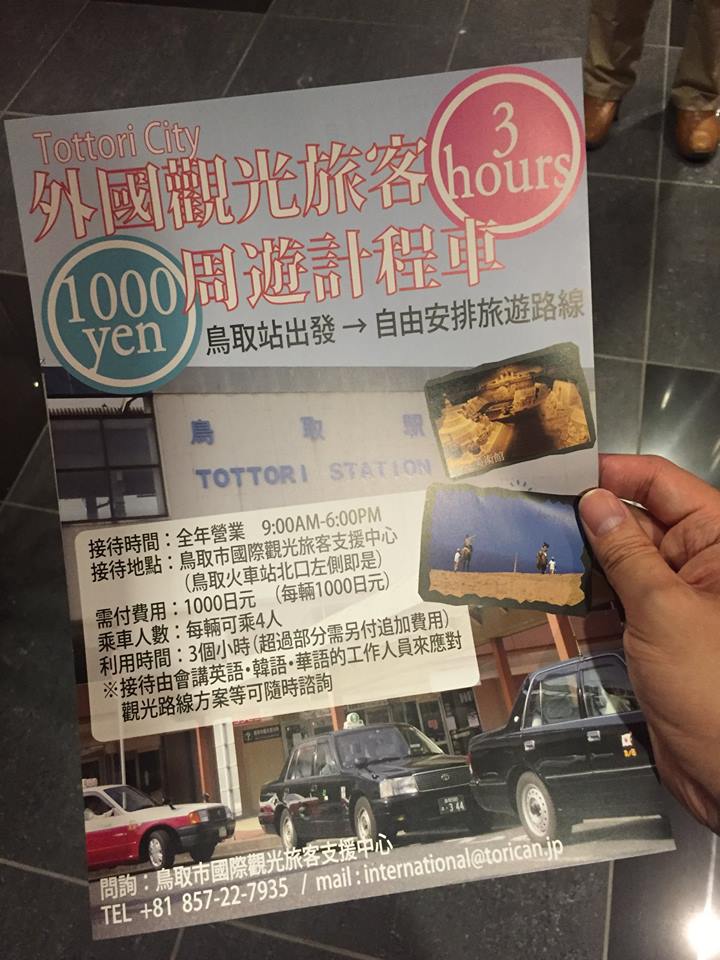 Tottori City
外國觀光旅客
3
hours
周遊計程車
1000
yen
鳥取站出發 → 自由安排旅遊路線
鳥取駅
TOTTORI STATION
術館
接待時間：全年營業 9:00AM-6:00PM
接待地點：鳥取市國際觀光旅客支援中心
（鳥取火車站北口左側即是）
需付費用：1000日元 （每輛1000日元）
乘車人數：每輛可乘4人
利用時間：3個小時（超過部分需另付追加費用）
※接待由會講英語・韓語・華語的工作人員來應對
觀光路線方案等可隨時諮詢
・3 44
問詢：鳥取市國際觀光旅客支援中心
TEL +81 857-22-7935 / mail : international@torican.jp